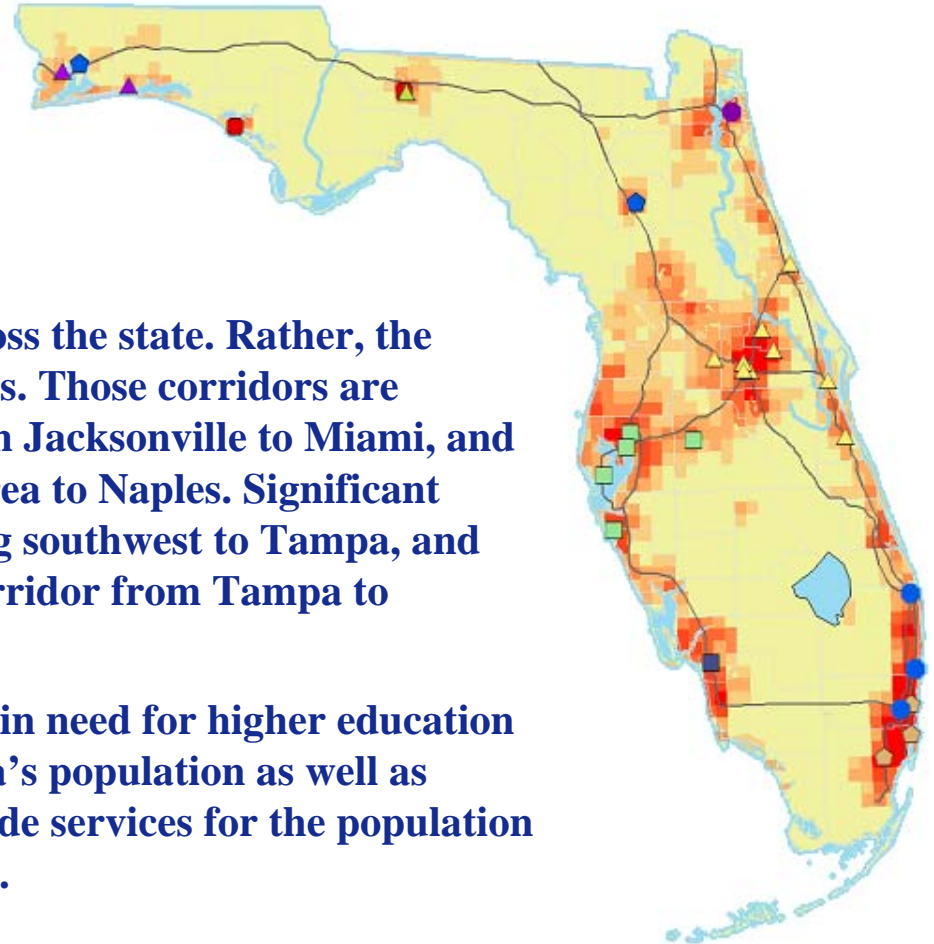 oss the state. Rather, the
s. Those corridors are
n Jacksonville to Miami, and
rea to Naples. Significant
g southwest to Tampa, and
rridor from Tampa to
in need for higher education
a’s population as well as
de services for the population
.